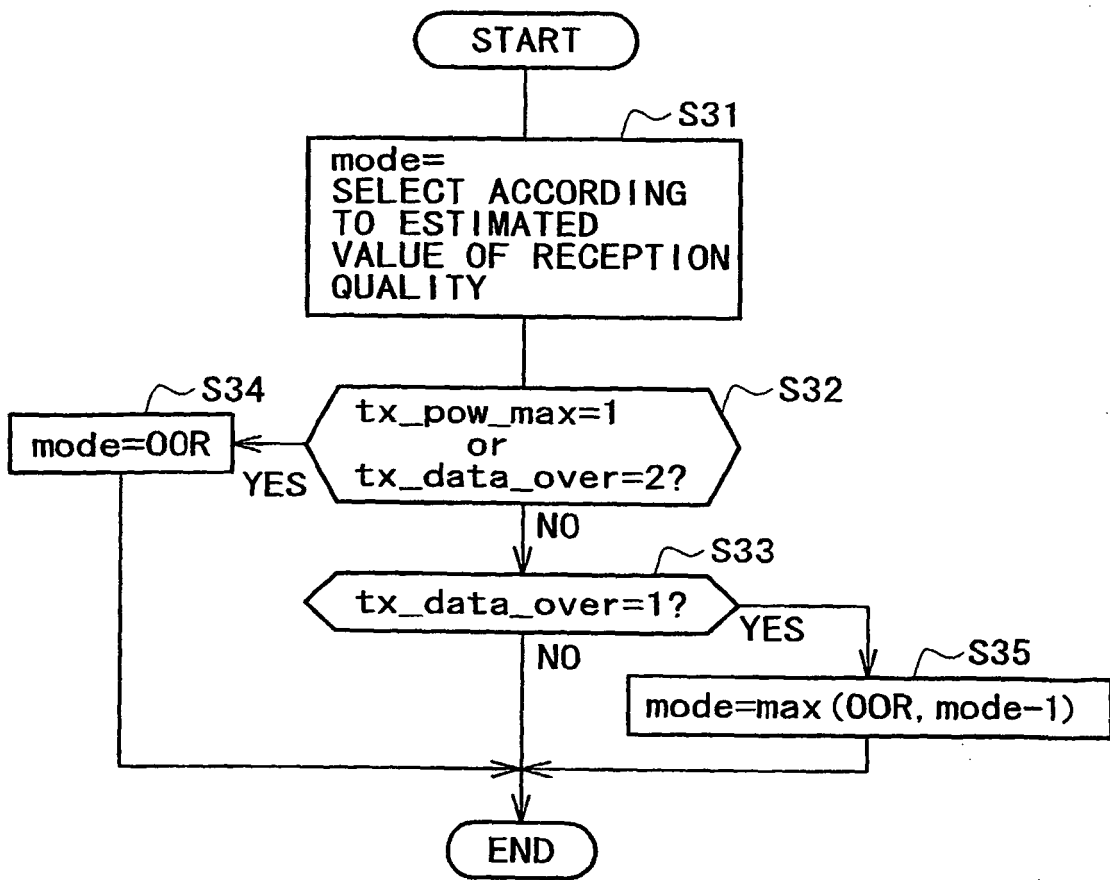 START
S31
mode=
SELECT ACCORDING
TO ESTIMATED
VALUE OF RECEPTION
QUALITY
S34
mode=OOR
S32
tx_pow_max=1
or
tx_data_over=2?
YES
NO
S33
tx_data_over=1?
YES
NO
S35
mode=max(OOR, mode-1)
END